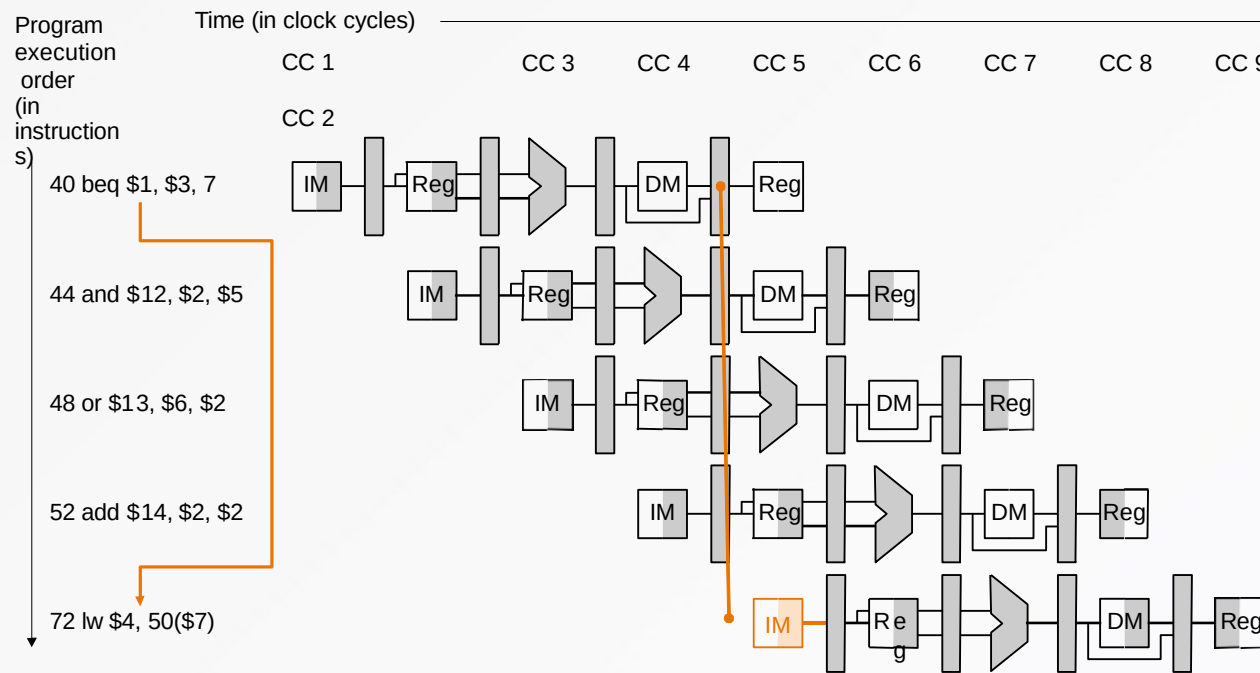 Program
execution
order
(in
instruction
s)
Time (in clock cycles)
CC 1
CC 3
CC 4
CC 5
CC 6
CC 7
CC 8
CC 9
CC 2
40 beq $1, $3, 7
IM
Reg
DM
Reg
44 and $12, $2, $5
IM
Reg
DM
Reg
48 or $13, $6, $2
IM
Reg
DM
Reg
52 add $14, $2, $2
IM
Reg
DM
Reg
72 lw $4, 50($7)
IM
Re
g
DM
Reg